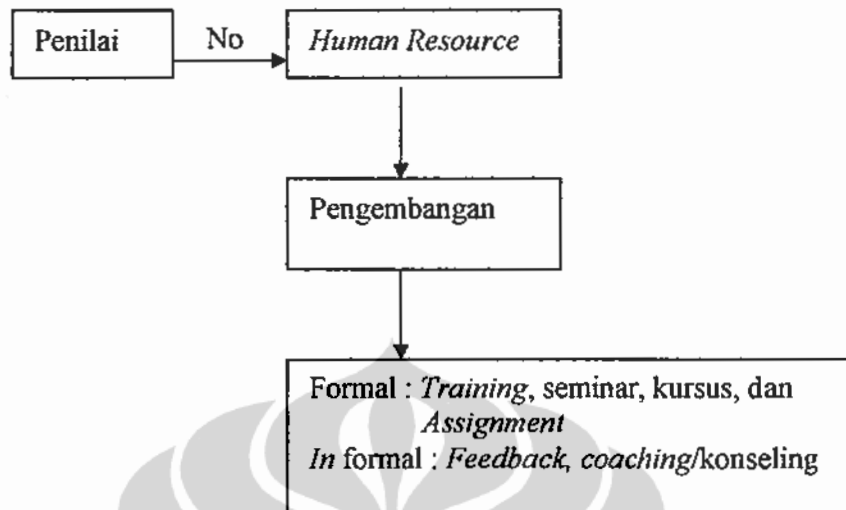 Penilai
No
Human Resource
Pengembangan
Formal : Training, seminar, kursus, dan
Assignment
In formal : Feedback, coaching/konseling